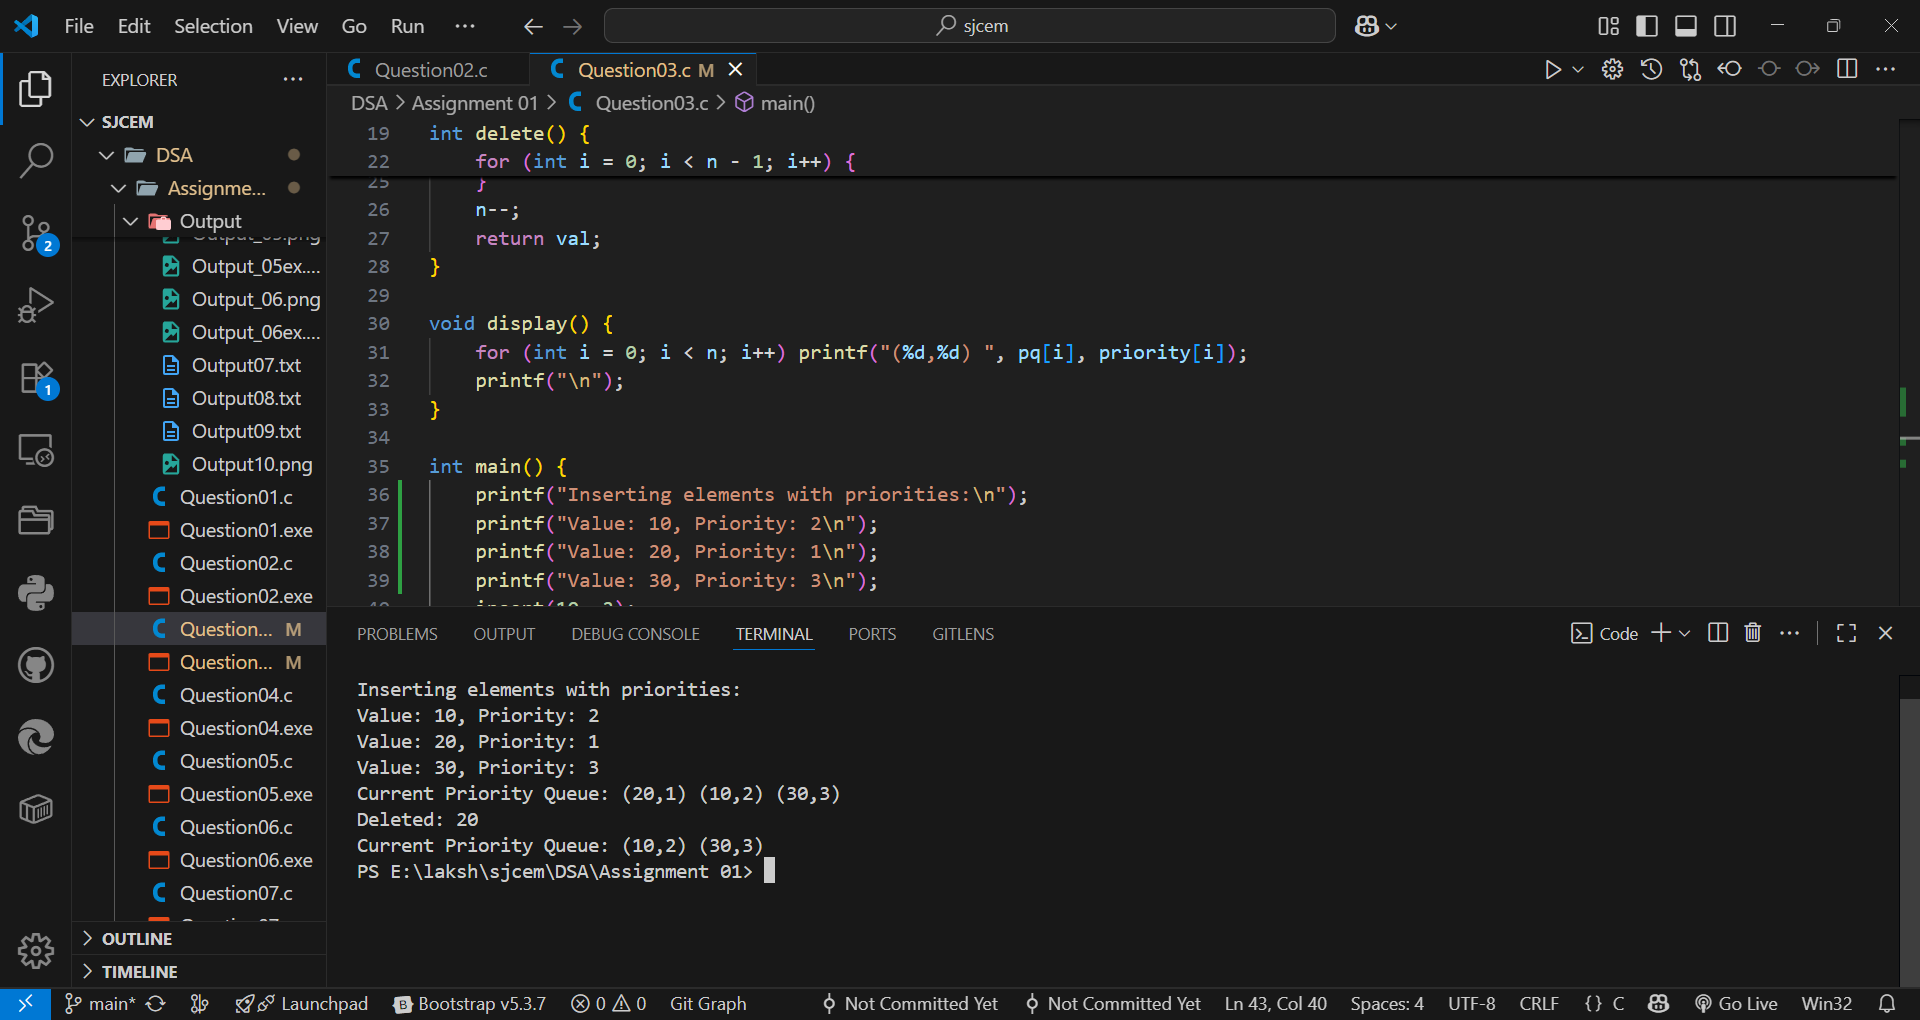 File Edit Selection View Go Run ··· sjcem
EXPLORER ···
SJCEM
DSA
Assignme...
Output
Output_05ex....
Output_06.png
Output_06ex....
Output07.txt
Output08.txt
Output09.txt
Output10.png
Question01.c
Question01.exe
Question02.c
Question02.exe
Question... M
Question... M
Question04.c
Question04.exe
Question05.c
Question05.exe
Question06.c
Question06.exe
Question07.c
OUTLINE
TIMELINE
2
1
Question02.c Question03.c M
DSA > Assignment 01 > Question03.c > main()
19 int delete() {
22 for (int i = 0; i < n - 1; i++) {
25 }
26 n--;
27 return val;
28 }
29
30 void display() {
31 for (int i = 0; i < n; i++) printf("(%d,%d) ", pq[i], priority[i]);
32 printf("\n");
33 }
34
35 int main() {
36 printf("Inserting elements with priorities:\n");
37 printf("Value: 10, Priority: 2\n");
38 printf("Value: 20, Priority: 1\n");
39 printf("Value: 30, Priority: 3\n");
PROBLEMS OUTPUT DEBUG CONSOLE TERMINAL PORTS GITLENS Code
Inserting elements with priorities:
Value: 10, Priority: 2
Value: 20, Priority: 1
Value: 30, Priority: 3
Current Priority Queue: (20,1) (10,2) (30,3)
Deleted: 20
Current Priority Queue: (10,2) (30,3)
PS E:\laksh\sjcem\DSA\Assignment 01>
main* Launchpad Bootstrap v5.3.7 0 0 Git Graph Not Committed Yet Not Committed Yet Ln 43, Col 40 Spaces: 4 UTF-8 CRLF {} C Go Live Win32